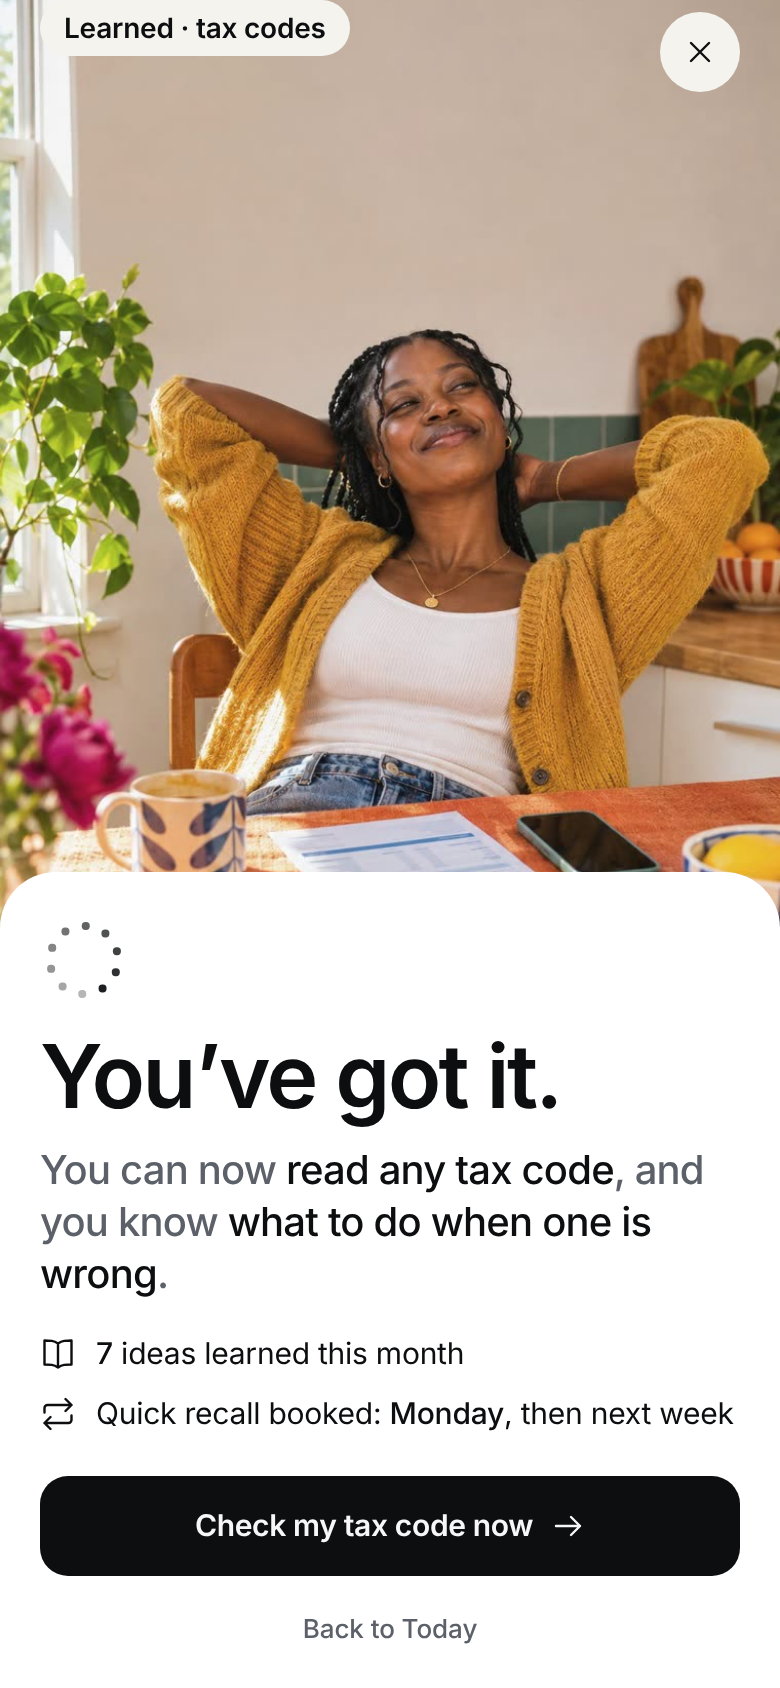 Learned · tax codes
You’ve got it.
You can now read any tax code, and
you know what to do when one is
wrong.
7 ideas learned this month
Quick recall booked: Monday, then next week
Check my tax code now →
Back to Today